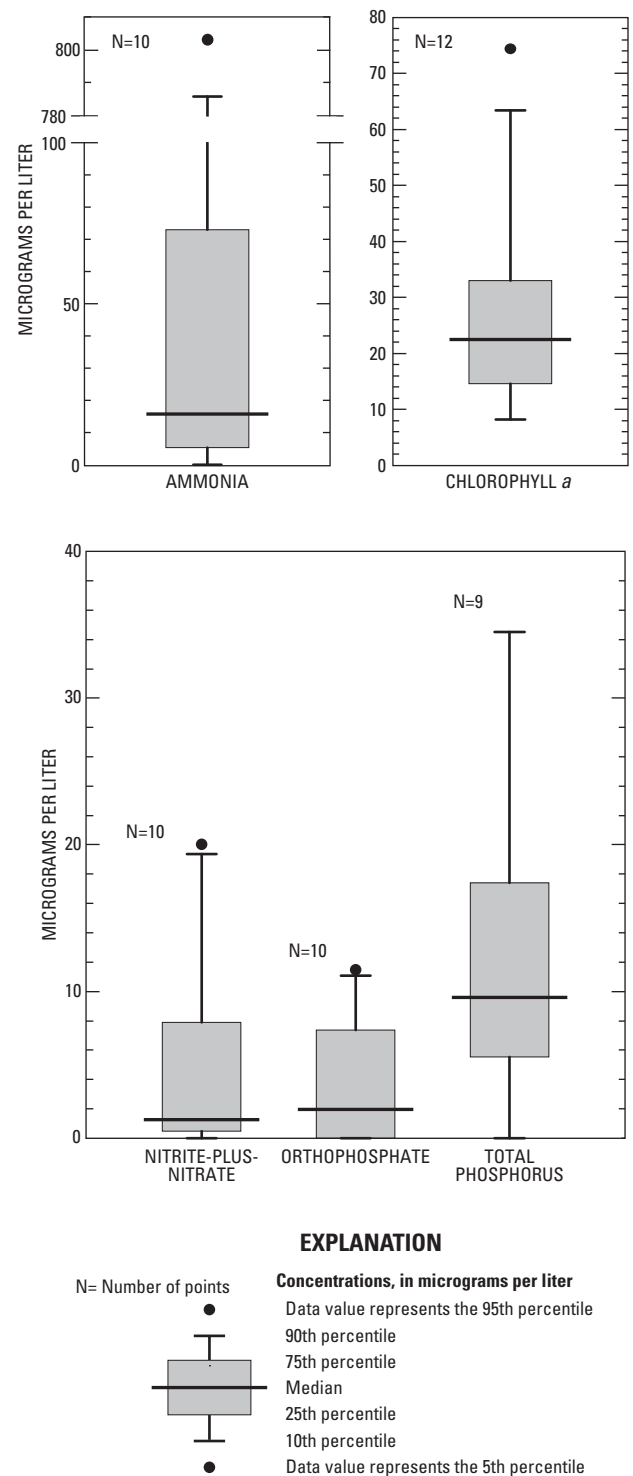 N=10
800
780
100
50
0
MICROGRAMS PER LITER
AMMONIA
N=12
80
70
60
50
40
30
20
10
0
CHLOROPHYLL a
40
30
20
10
0
MICROGRAMS PER LITER
N=10
N=10
N=9
NITRITE-PLUS-
NITRATE
ORTHOPHOSPHATE
TOTAL
PHOSPHORUS
EXPLANATION
N= Number of points
Concentrations, in micrograms per liter
Data value represents the 95th percentile
90th percentile
75th percentile
Median
25th percentile
10th percentile
Data value represents the 5th percentile